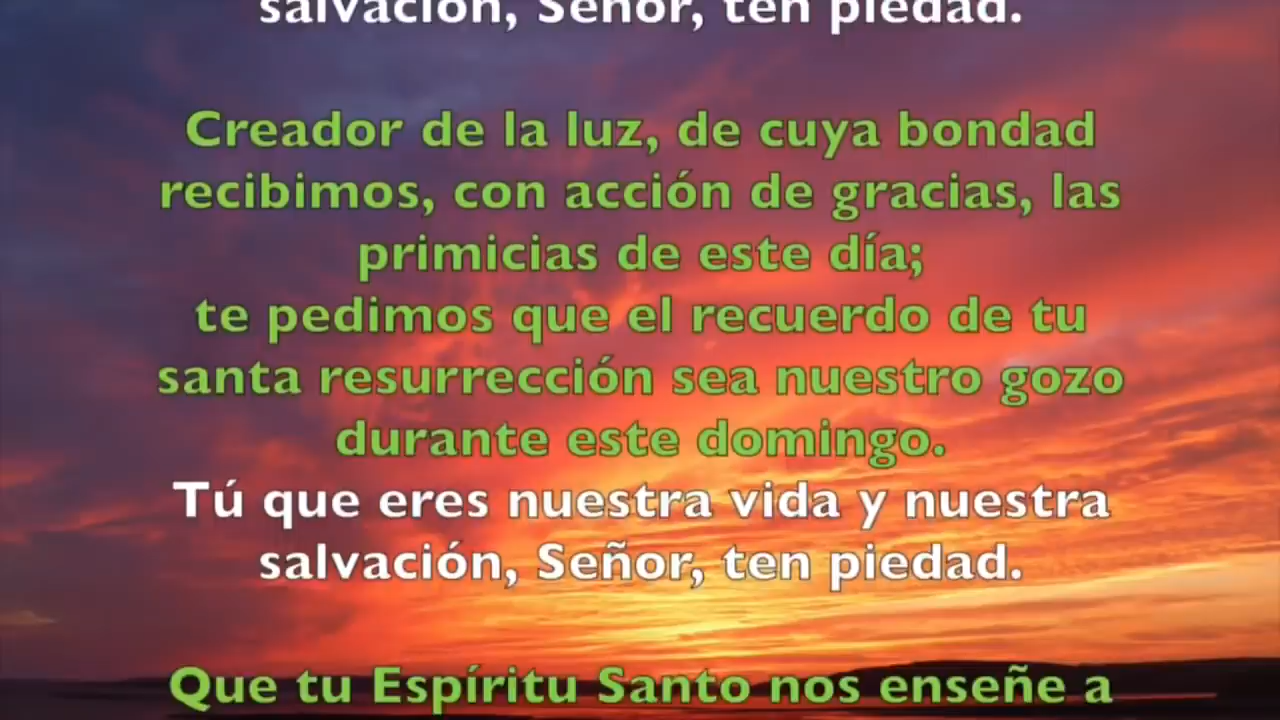 salvación, Señor, ten piedad.
Creador de la luz, de cuya bondad
recibimos, con acción de gracias, las
primicias de este día;
te pedimos que el recuerdo de tu
santa resurrección sea nuestro gozo
durante este domingo.
Tú que eres nuestra vida y nuestra
salvación, Señor, ten piedad.
Que tu Espíritu Santo nos enseñe a